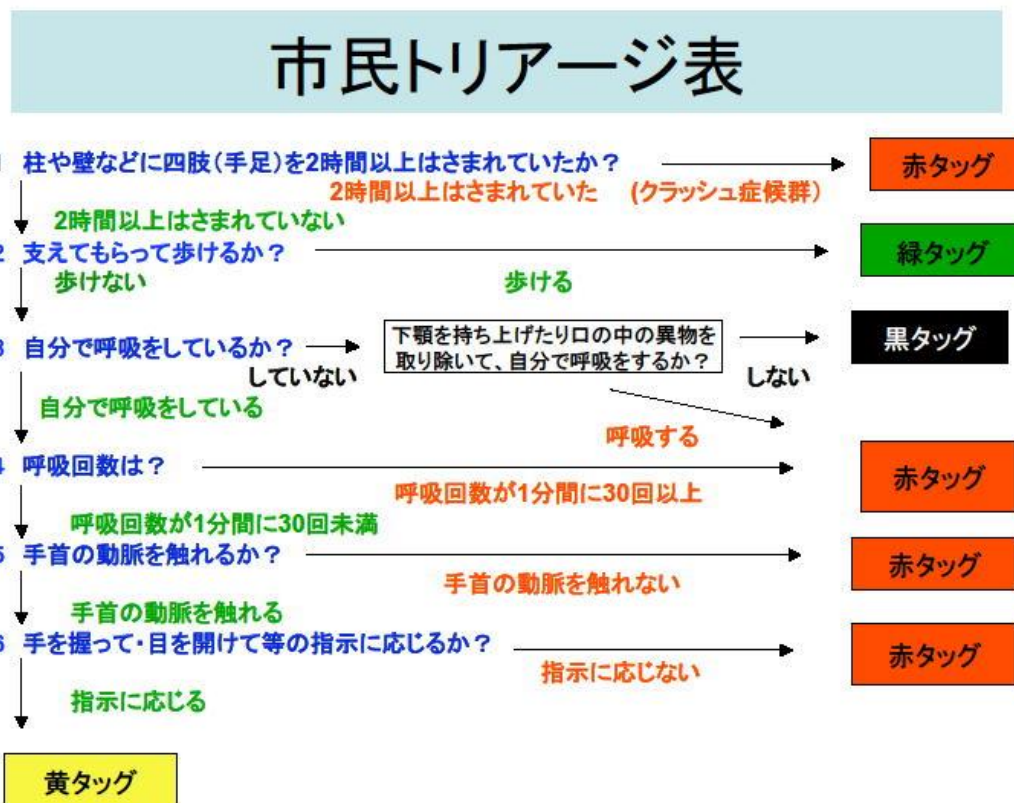 市民トリアージ表
1 柱や壁などに四肢(手足)を2時間以上はさまれていたか?
赤タッグ
2時間以上はさまれていた (クラッシュ症候群)
2時間以上はさまれていない
2 支えてもらって歩けるか?
緑タッグ
歩けない
歩ける
3 自分で呼吸をしているか?
下顎を持ち上げたり口の中の異物を
取り除いて、自分で呼吸をするか?
黒タッグ
していない
しない
自分で呼吸をしている
呼吸する
4 呼吸回数は?
赤タッグ
呼吸回数が1分間に30回以上
呼吸回数が1分間に30回未満
5 手首の動脈を触れるか?
赤タッグ
手首の動脈を触れない
手首の動脈を触れる
6 手を握って・目を開けて等の指示に応じるか?
赤タッグ
指示に応じない
指示に応じる
黄タッグ